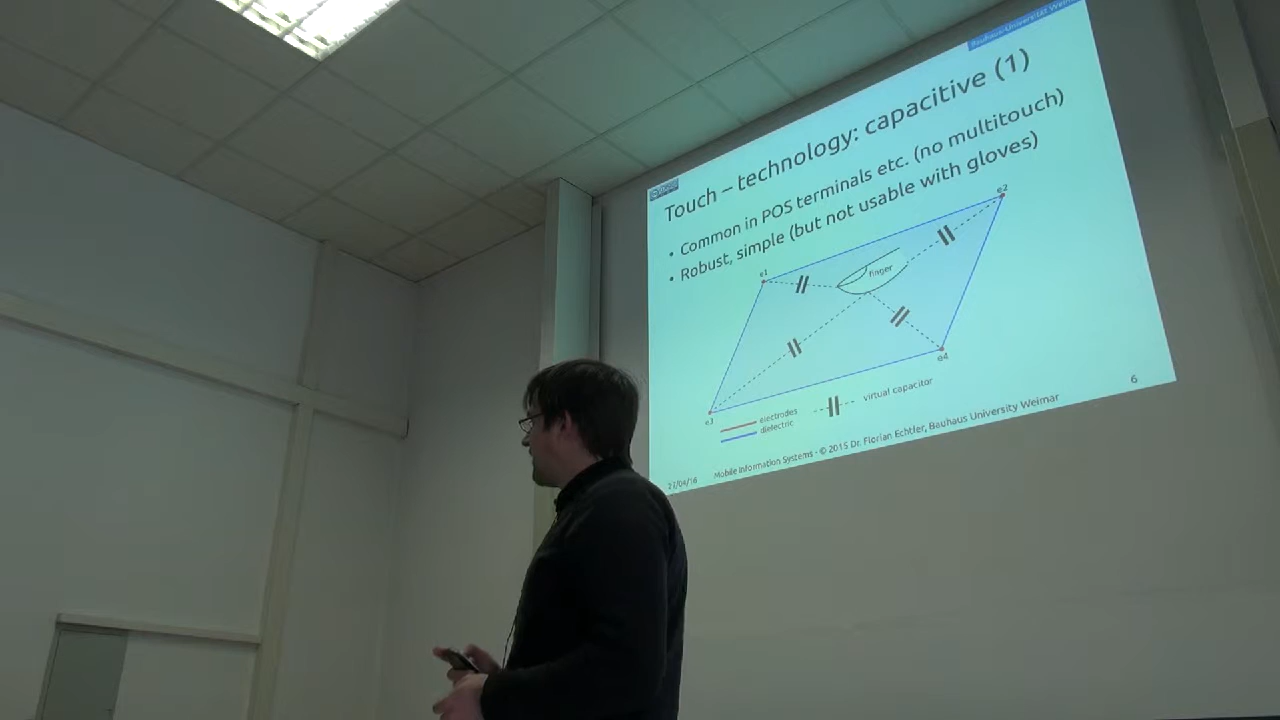 Bauhaus-Universität Weimar
Touch – technology: capacitive (1)
• Common in POS terminals etc. (no multitouch)
• Robust, simple (but not usable with gloves)
e1
e2
finger
e3
e4
electrodes
dielectric
virtual capacitor
27/04/16
Mobile Information Systems · © 2015 Dr. Florian Echtler, Bauhaus University Weimar
6